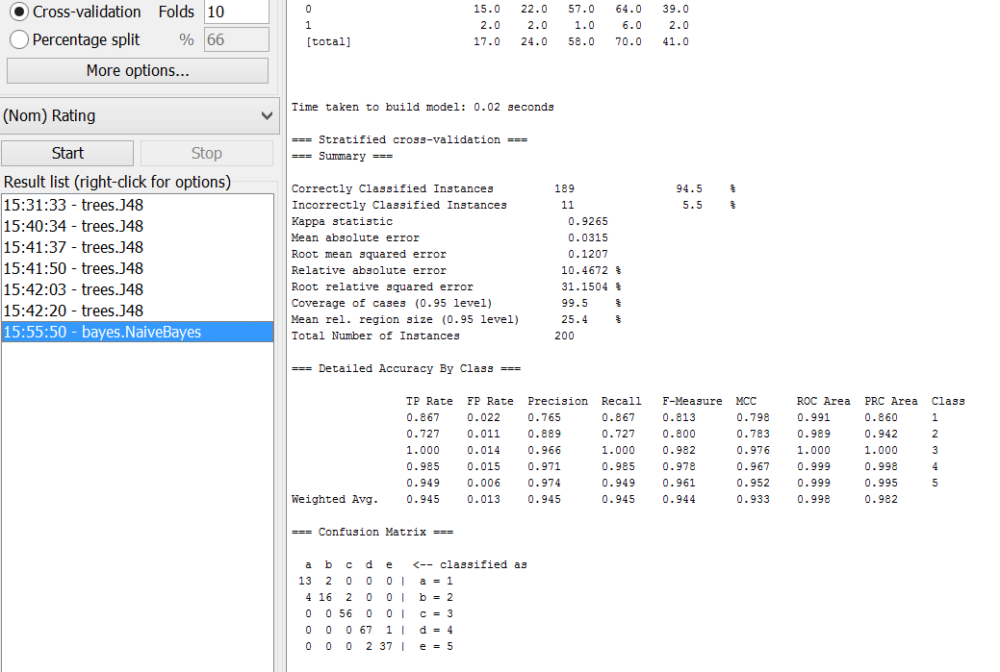 Cross-validation Folds 10
Percentage split % 66
More options...
(Nom) Rating
Start Stop
Result list (right-click for options)
15:31:33 - trees.J48
15:40:34 - trees.J48
15:41:37 - trees.J48
15:41:50 - trees.J48
15:42:03 - trees.J48
15:42:20 - trees.J48
15:55:50 - bayes.NaiveBayes
0 15.0 22.0 57.0 64.0 39.0
1 2.0 2.0 1.0 6.0 2.0
[total] 17.0 24.0 58.0 70.0 41.0
Time taken to build model: 0.02 seconds
=== Stratified cross-validation ===
=== Summary ===
Correctly Classified Instances 189 94.5 %
Incorrectly Classified Instances 11 5.5 %
Kappa statistic 0.9265
Mean absolute error 0.0315
Root mean squared error 0.1207
Relative absolute error 10.4672 %
Root relative squared error 31.1504 %
Coverage of cases (0.95 level) 99.5 %
Mean rel. region size (0.95 level) 25.4 %
Total Number of Instances 200
=== Detailed Accuracy By Class ===
TP Rate FP Rate Precision Recall F-Measure MCC ROC Area PRC Area Class
0.867 0.022 0.765 0.867 0.813 0.798 0.991 0.860 1
0.727 0.011 0.889 0.727 0.800 0.783 0.989 0.942 2
1.000 0.014 0.966 1.000 0.982 0.976 1.000 1.000 3
0.985 0.015 0.971 0.985 0.978 0.967 0.999 0.998 4
0.949 0.006 0.974 0.949 0.961 0.952 0.999 0.995 5
Weighted Avg. 0.945 0.013 0.945 0.945 0.944 0.933 0.998 0.982
=== Confusion Matrix ===
a b c d e <-- classified as
13 2 0 0 0 | a = 1
4 16 2 0 0 | b = 2
0 0 56 0 0 | c = 3
0 0 0 67 1 | d = 4
0 0 0 2 37 | e = 5